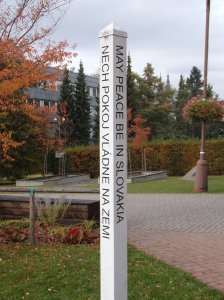 NECH POKOJ VLÁDNE NA ZEMI
MAY PEACE BE IN SLOVAKIA